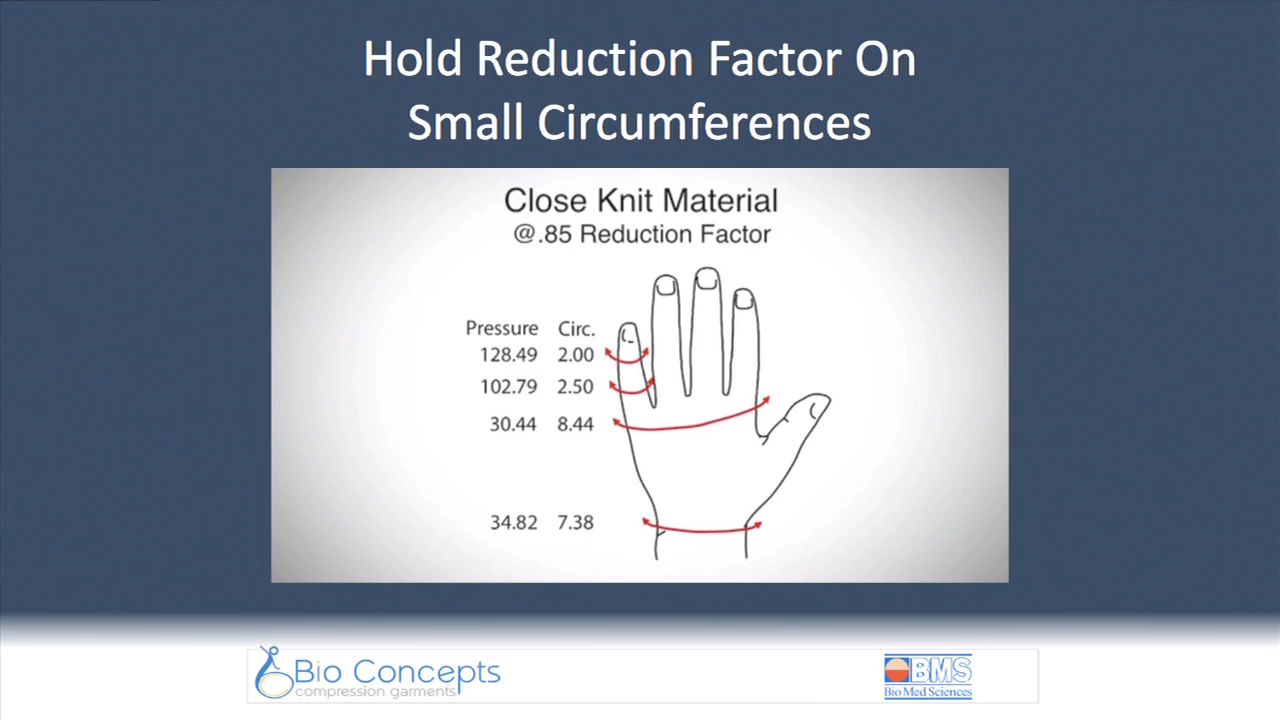 Hold Reduction Factor On
Small Circumferences
Close Knit Material
@.85 Reduction Factor
Pressure Circ.
128.49 2.00
102.79 2.50
30.44 8.44
34.82 7.38
Bio Concepts
compression garments
BMS
Bio Med Sciences